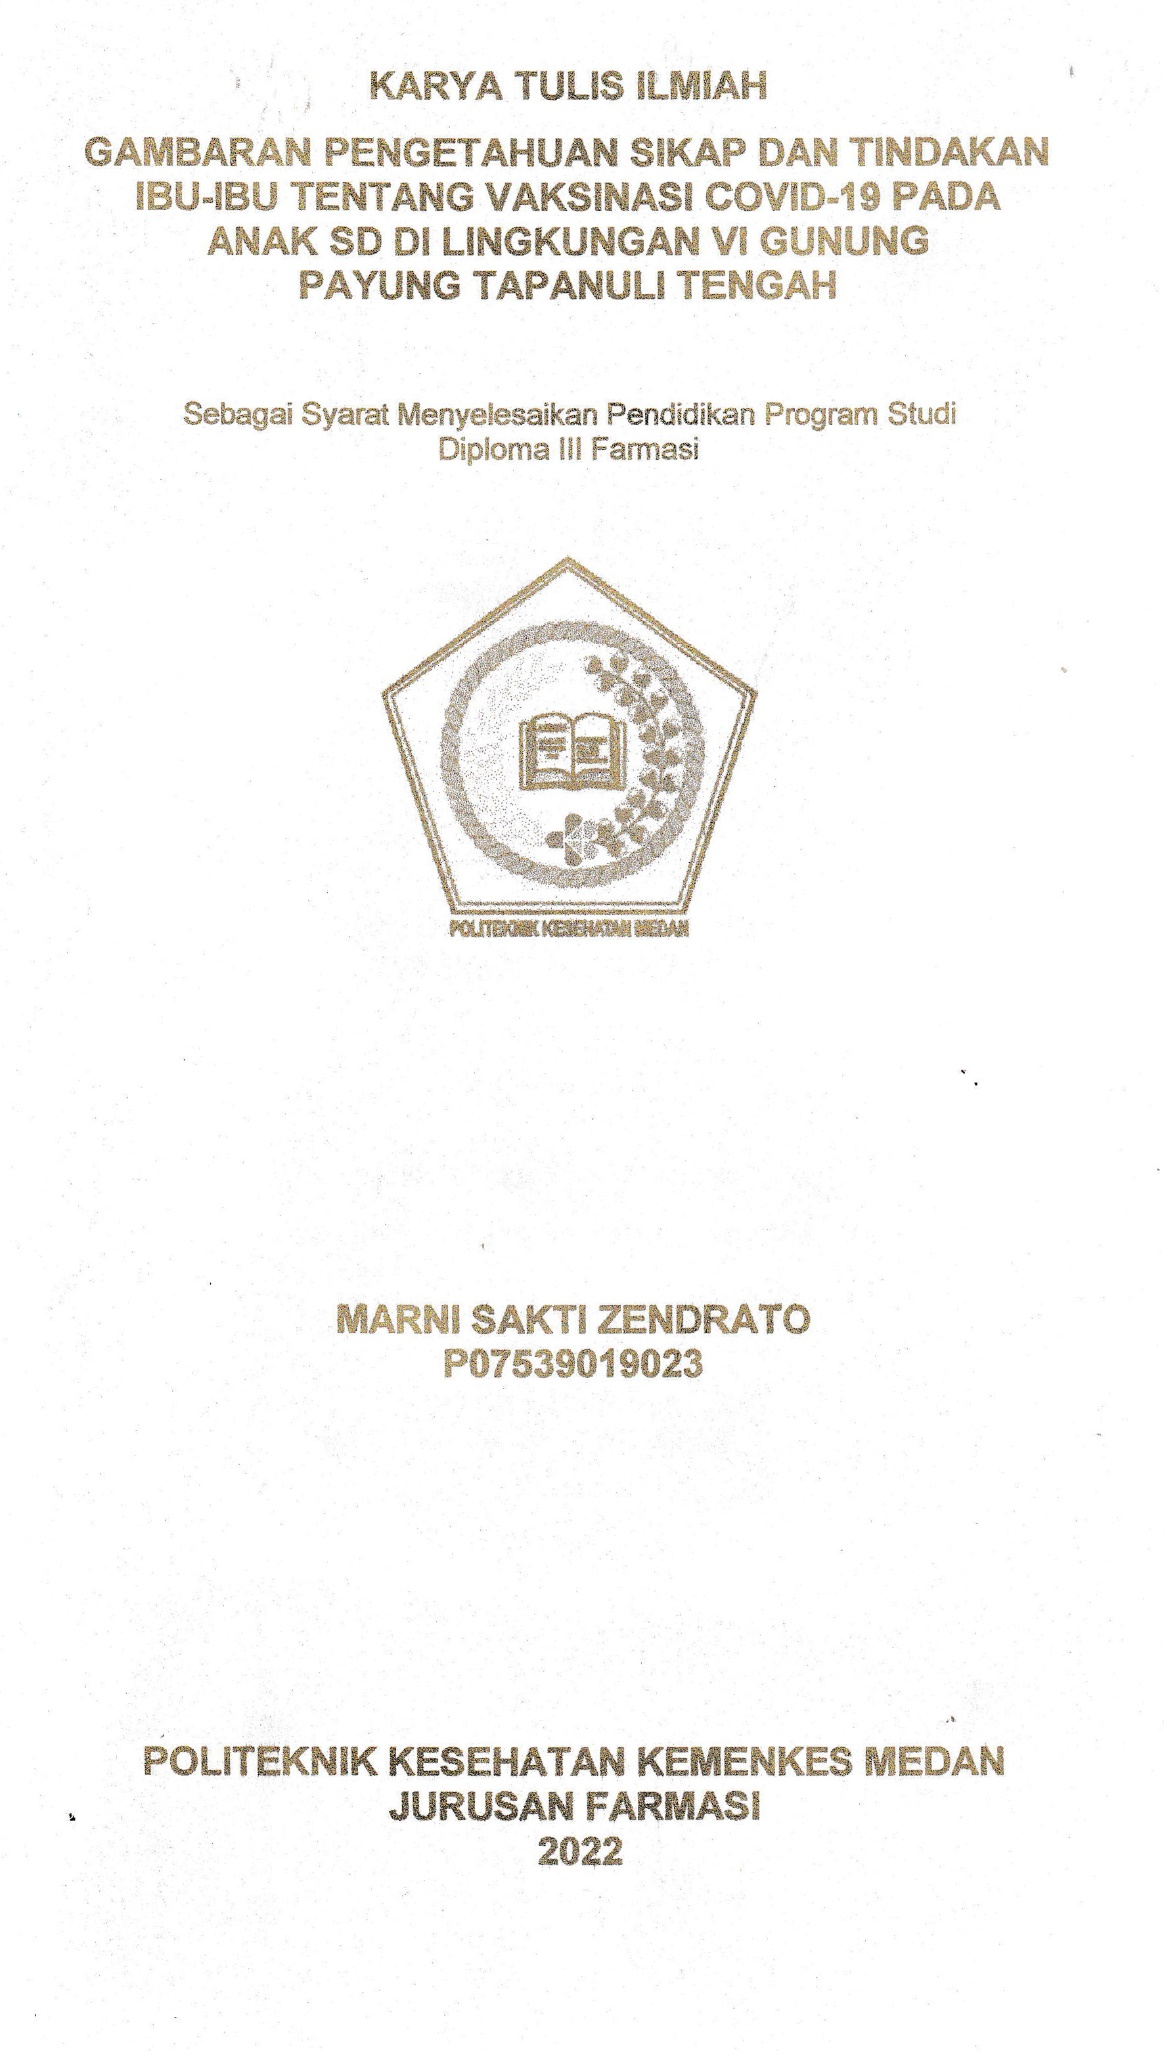 KARYA TULIS ILMIAH
GAMBARAN PENGETAHUAN SIKAP DAN TINDAKAN
IBU-IBU TENTANG VAKSINASI COVID-19 PADA
ANAK SD DI LINGKUNGAN VI GUNUNG
PAYUNG TAPANULI TENGAH
Sebagai Syarat Menyelesaikan Pendidikan Program Studi
Diploma III Farmasi
POLITEKNIK KESEHATAN MEDAN
MARNI SAKTI ZENDRATO
P07539019023
POLITEKNIK KESEHATAN KEMENKES MEDAN
JURUSAN FARMASI
2022